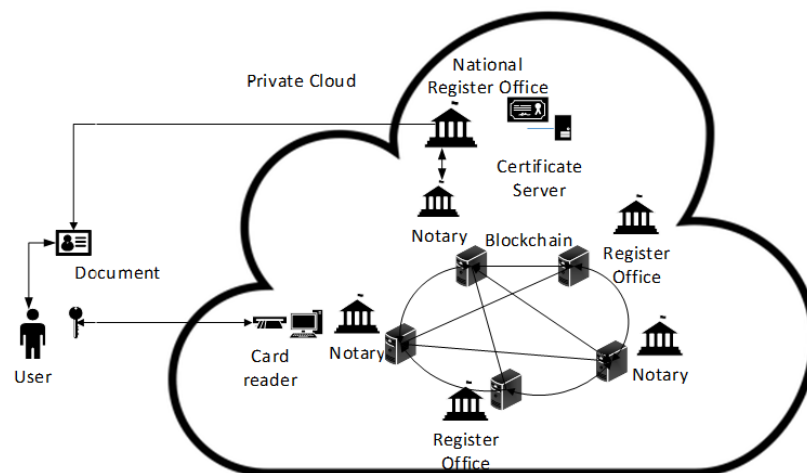 National
Register Office
Private Cloud
Certificate
Server
Notary
Blockchain
Register
Office
Document
User
Card
reader
Notary
Notary
Register
Office